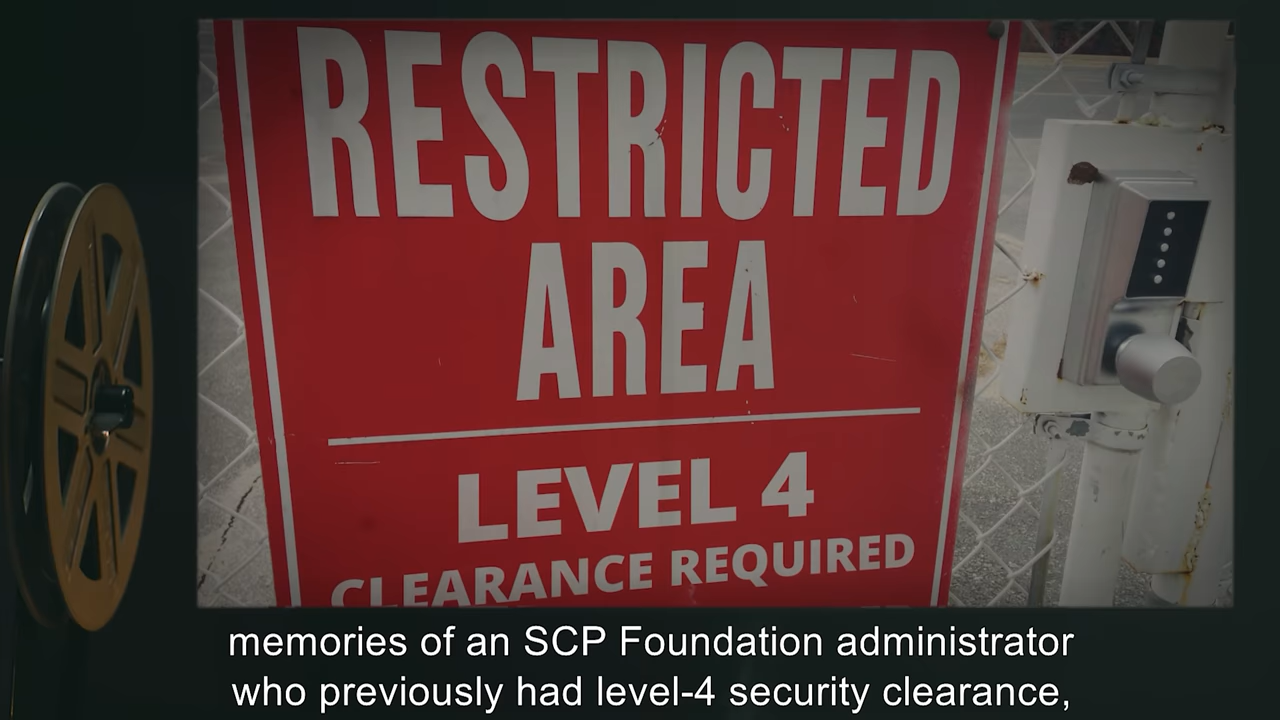 RESTRICTED
AREA
LEVEL 4
CLEARANCE REQUIRED
memories of an SCP Foundation administrator
who previously had level-4 security clearance,